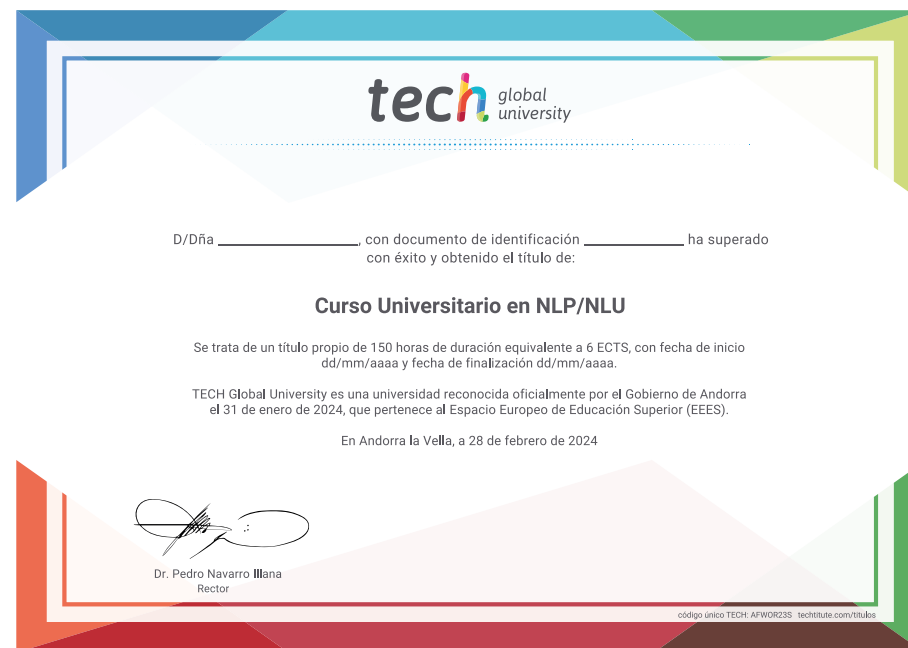 tech global university
D/Dña ____________, con documento de identificación ____________ ha superado
con éxito y obtenido el título de:
Curso Universitario en NLP/NLU
Se trata de un título propio de 150 horas de duración equivalente a 6 ECTS, con fecha de inicio
dd/mm/aaaa y fecha de finalización dd/mm/aaaa.
TECH Global University es una universidad reconocida oficialmente por el Gobierno de Andorra
el 31 de enero de 2024, que pertenece al Espacio Europeo de Educación Superior (EEES).
En Andorra la Vella, a 28 de febrero de 2024
Dr. Pedro Navarro Illana
Rector
código único TECH: AFWOR23S techtitute.com/titulos